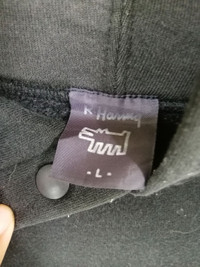 K. Haring
- L -